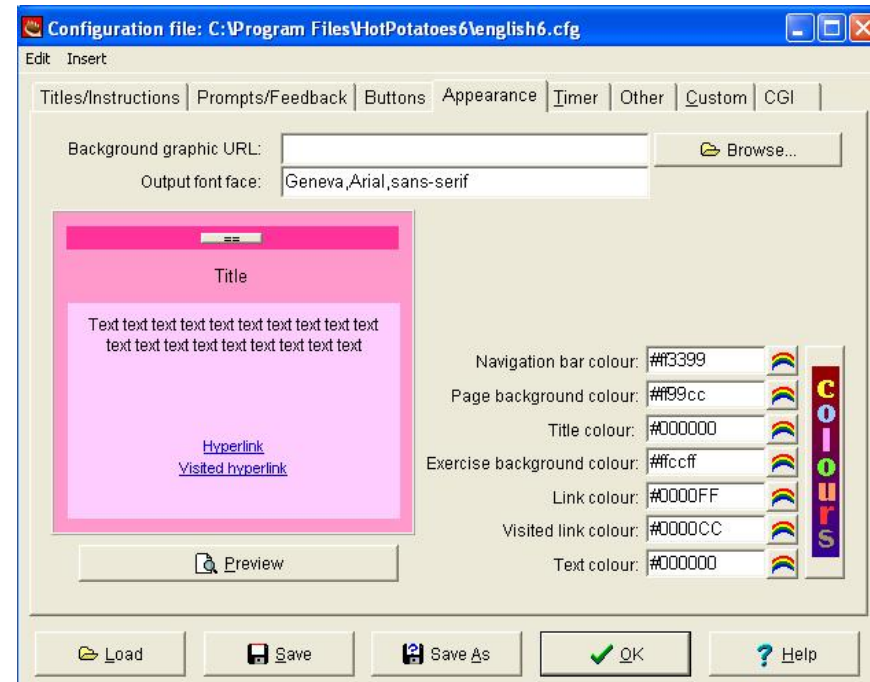 Configuration file: C:\Program Files\HotPotatoes6\english6.cfg
Edit Insert
Titles/Instructions Prompts/Feedback Buttons Appearance Timer Other Custom CGI
Background graphic URL: Browse...
Output font face: Geneva,Arial,sans-serif
==
Title
Text text text text text text text text text text
text text text text text text text text text
Hyperlink
Visited hyperlink
Preview
Navigation bar colour: #ff3399
Page background colour: #ff99cc
Title colour: #000000
Exercise background colour: #ffccff
Link colour: #0000FF
Visited link colour: #0000CC
Text colour: #000000
colours
Load Save Save As OK Help